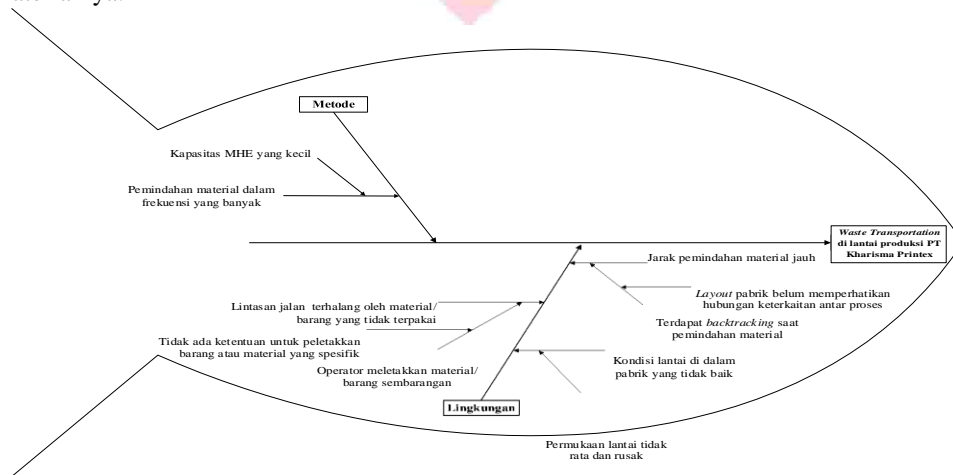 Metode
Kapasitas MHE yang kecil
Pemindahan material dalam
frekuensi yang banyak
Waste Transportation
di lantai produksi PT
Kharisma Printex
Jarak pemindahan material jauh
Layout pabrik belum memperhatikan
hubungan keterkaitan antar proses
Terdapat backtracking saat
pemindahan material
Lintasan jalan terhalang oleh material/
barang yang tidak terpakai
Tidak ada ketentuan untuk peletakkan
barang atau material yang spesifik
Operator meletakkan material/
barang sembarangan
Kondisi lantai di dalam
pabrik yang tidak baik
Lingkungan
Permukaan lantai tidak
rata dan rusak